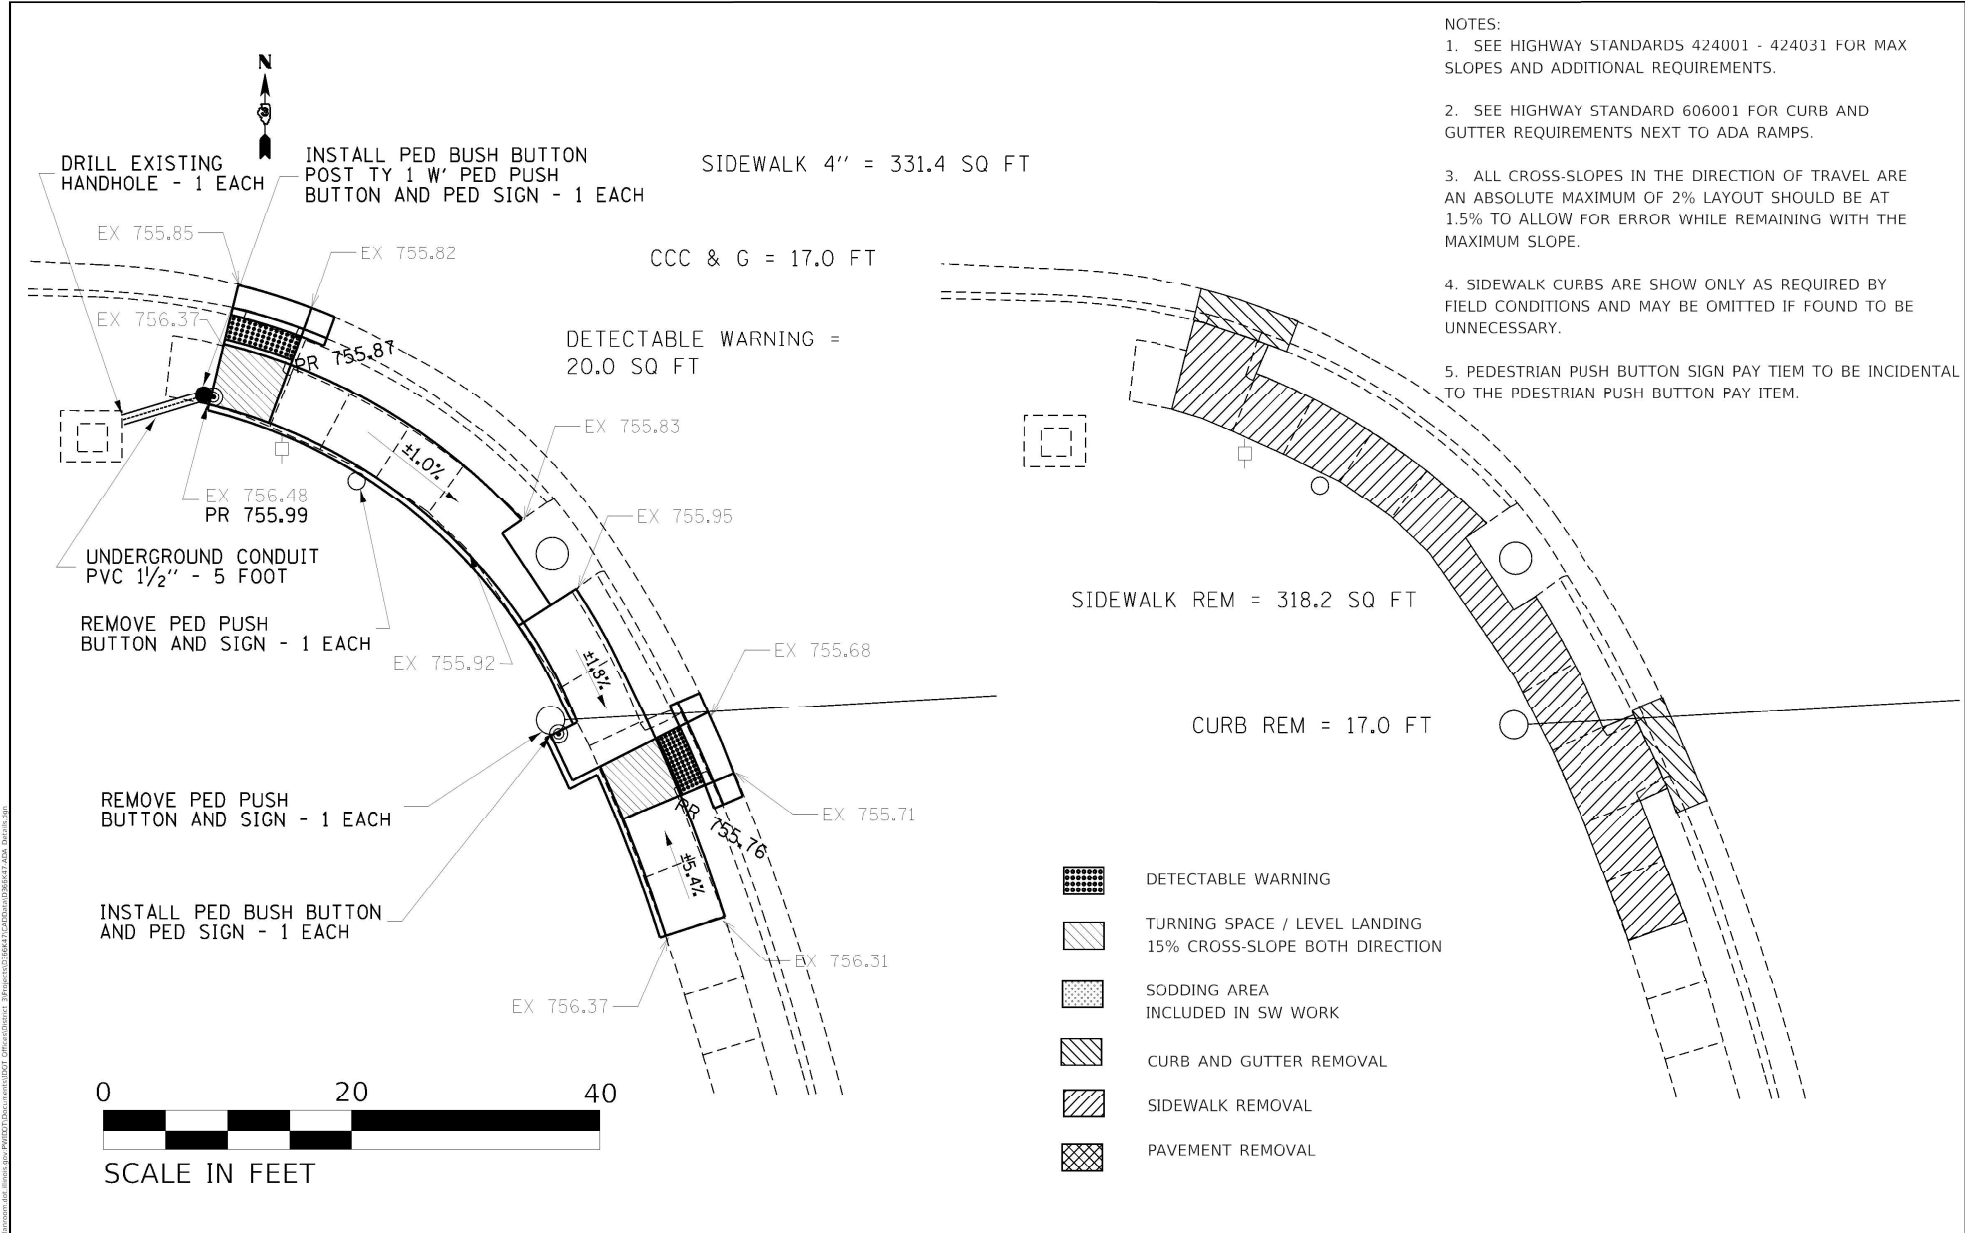 N
DRILL EXISTING
HANDHOLE - 1 EACH
INSTALL PED BUSH BUTTON
POST TY 1 W' PED PUSH
BUTTON AND PED SIGN - 1 EACH
SIDEWALK 4'' = 331.4 SQ FT
EX 755.85
EX 755.82
CCC & G = 17.0 FT
EX 756.37
PR 755.87
DETECTABLE WARNING =
20.0 SQ FT
EX 755.83
±1.0%
EX 756.48
PR 755.99
EX 755.95
UNDERGROUND CONDUIT
PVC 1½'' - 5 FOOT
REMOVE PED PUSH
BUTTON AND SIGN - 1 EACH
EX 755.92
±1.3%
EX 755.68
REMOVE PED PUSH
BUTTON AND SIGN - 1 EACH
PR 755.76
EX 755.71
±5.4%
INSTALL PED BUSH BUTTON
AND PED SIGN - 1 EACH
EX 756.31
EX 756.37
0 20 40
SCALE IN FEET
NOTES:
1. SEE HIGHWAY STANDARDS 424001 - 424031 FOR MAX
SLOPES AND ADDITIONAL REQUIREMENTS.
2. SEE HIGHWAY STANDARD 606001 FOR CURB AND
GUTTER REQUIREMENTS NEXT TO ADA RAMPS.
3. ALL CROSS-SLOPES IN THE DIRECTION OF TRAVEL ARE
AN ABSOLUTE MAXIMUM OF 2% LAYOUT SHOULD BE AT
1.5% TO ALLOW FOR ERROR WHILE REMAINING WITH THE
MAXIMUM SLOPE.
4. SIDEWALK CURBS ARE SHOW ONLY AS REQUIRED BY
FIELD CONDITIONS AND MAY BE OMITTED IF FOUND TO BE
UNNECESSARY.
5. PEDESTRIAN PUSH BUTTON SIGN PAY TIEM TO BE INCIDENTAL
TO THE PDESTRIAN PUSH BUTTON PAY ITEM.
SIDEWALK REM = 318.2 SQ FT
CURB REM = 17.0 FT
DETECTABLE WARNING
TURNING SPACE / LEVEL LANDING
15% CROSS-SLOPE BOTH DIRECTION
SODDING AREA
INCLUDED IN SW WORK
CURB AND GUTTER REMOVAL
SIDEWALK REMOVAL
PAVEMENT REMOVAL